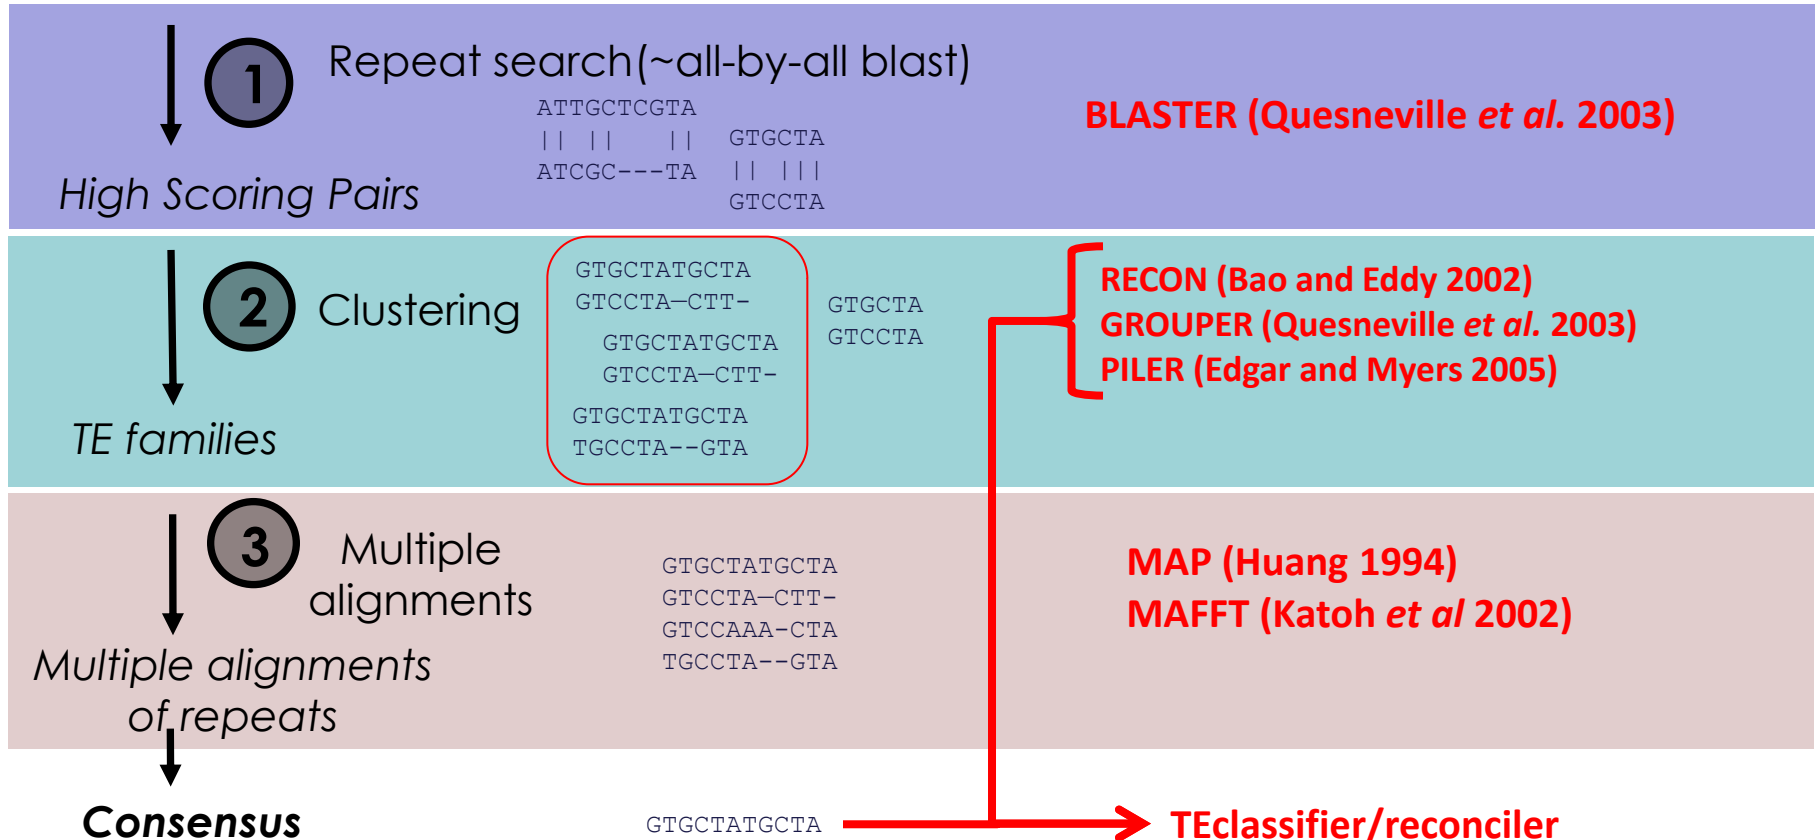 1
Repeat search(~all-by-all blast)
ATTGCTCGTA
|| ||   ||
ATCGC---TA
GTGCTA
|| |||
GTCCTA
BLASTER (Quesneville et al. 2003)
High Scoring Pairs
2
Clustering
GTGCTATGCTA
GTCCTA—CTT-
GTGCTATGCTA
GTCCTA—CTT-
GTGCTATGCTA
TGCCTA--GTA
GTGCTA
GTCCTA
RECON (Bao and Eddy 2002)
GROUPER (Quesneville et al. 2003)
PILER (Edgar and Myers 2005)
TE families
3
Multiple
alignments
GTGCTATGCTA
GTCCTA—CTT-
GTCCAAA-CTA
TGCCTA--GTA
MAP (Huang 1994)
MAFFT (Katoh et al 2002)
Multiple alignments
of repeats
Consensus
GTGCTATGCTA
TEclassifier/reconciler